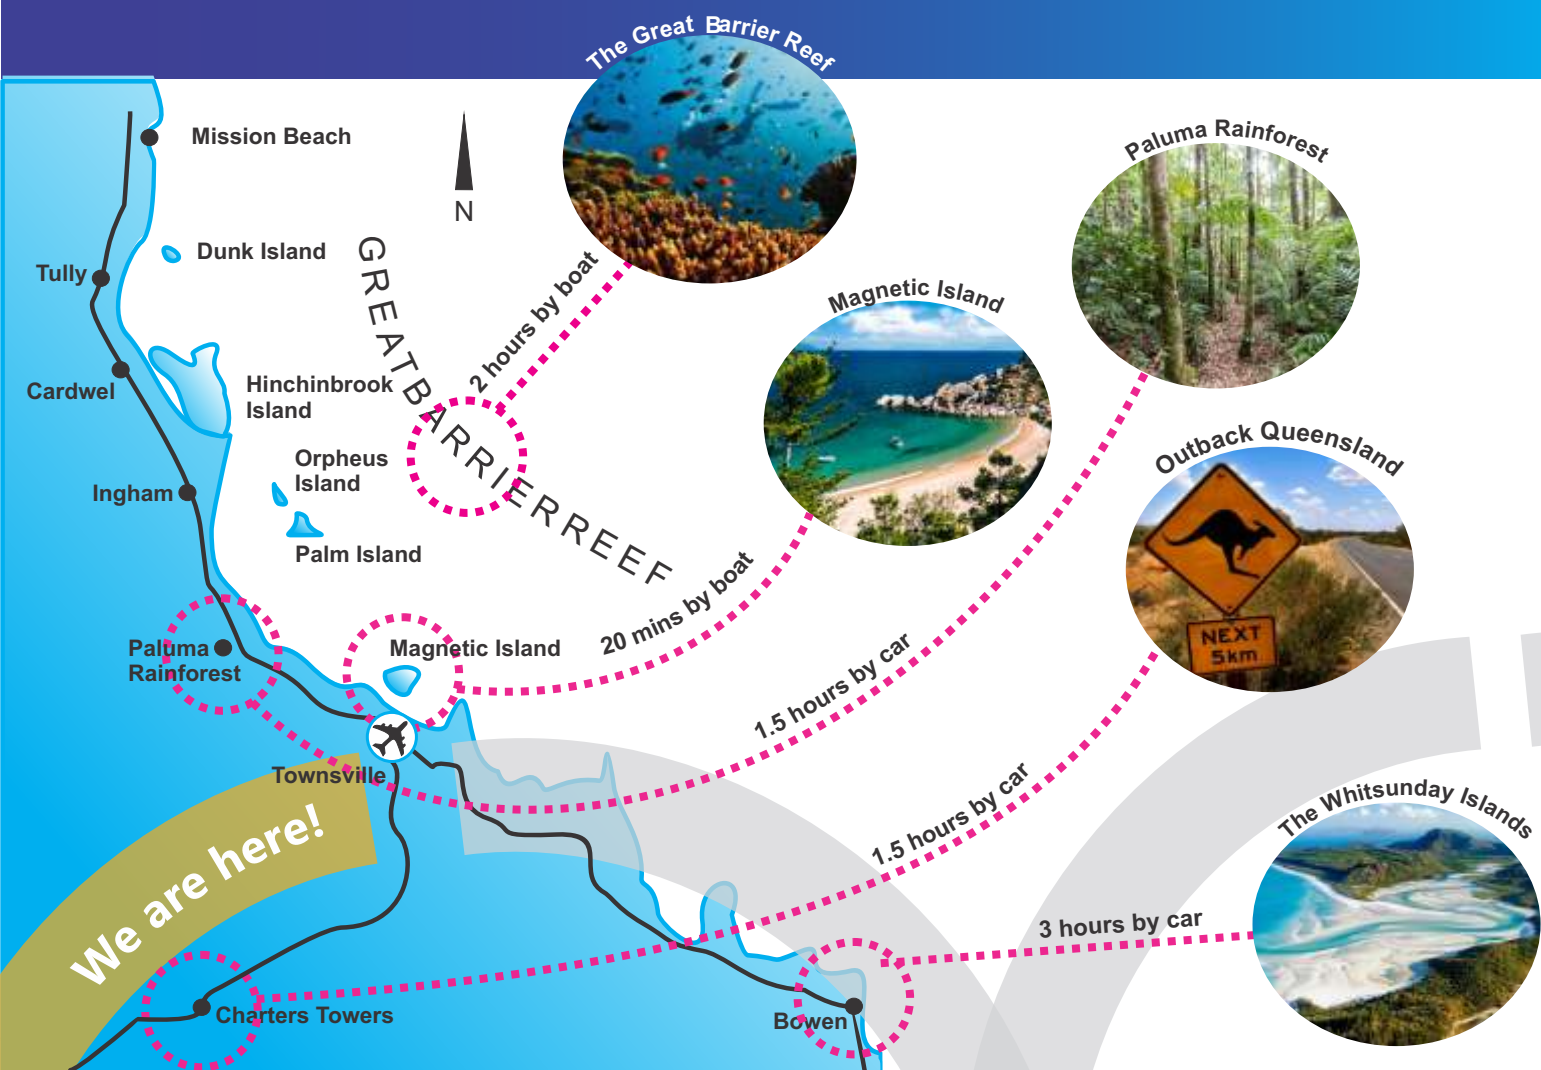 The Great Barrier Reef
Mission Beach
Paluma Rainforest
N
Dunk Island
Tully
GREAT BARRIER REEF
2 hours by boat
Magnetic Island
Cardwel
Hinchinbrook
Island
Outback Queensland
Orpheus
Island
Ingham
Palm Island
20 mins by boat
NEXT
5km
Paluma
Rainforest
Magnetic Island
1.5 hours by car
Townsville
We are here!
1.5 hours by car
The Whitsunday Islands
3 hours by car
Charters Towers
Bowen